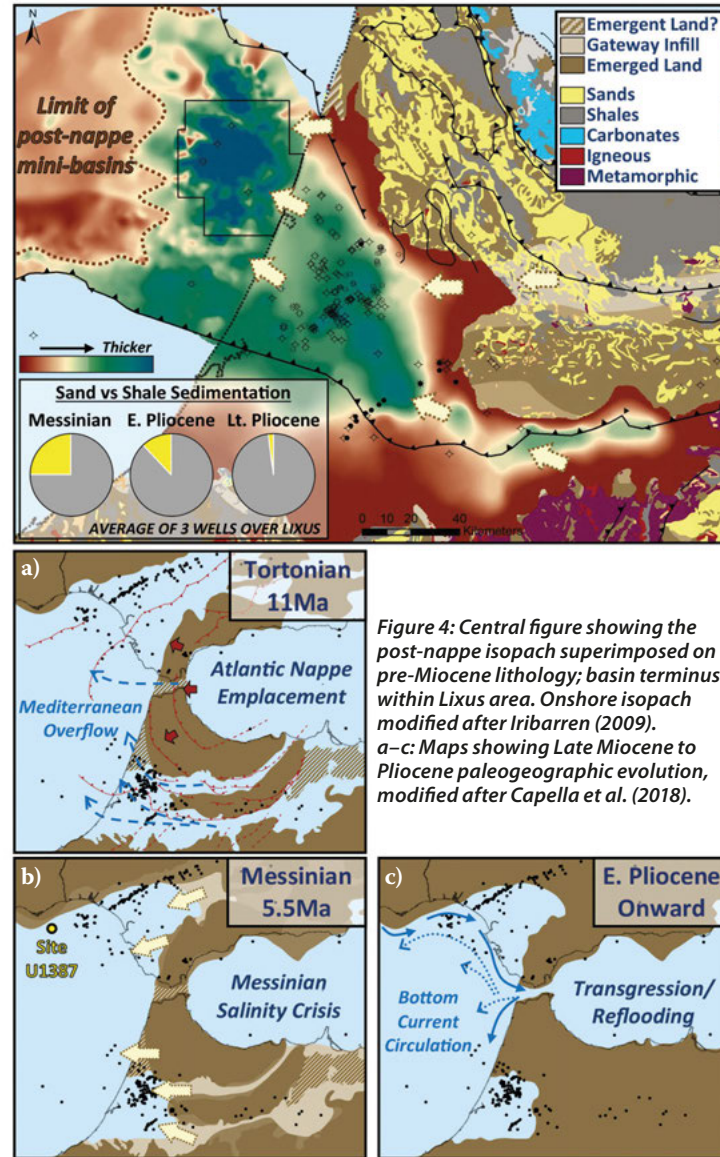 N
Limit of
post-nappe
mini-basins
Emergent Land?
Gateway Infill
Emerged Land
Sands
Shales
Carbonates
Igneous
Metamorphic
Thicker
Sand vs Shale Sedimentation
Messinian E. Pliocene Lt. Pliocene
AVERAGE OF 3 WELLS OVER LIXUS
0 10 20 40
Kilometers
a)
Tortonian
11Ma
Atlantic Nappe
Emplacement
Mediterranean
Overflow
Figure 4: Central figure showing the
post-nappe isopach superimposed on
pre-Miocene lithology; basin terminus
within Lixus area. Onshore isopach
modified after Iribarren (2009).
a–c: Maps showing Late Miocene to
Pliocene paleogeographic evolution,
modified after Capella et al. (2018).
b)
Messinian
5.5Ma
Site
U1387
Messinian
Salinity Crisis
c)
E. Pliocene
Onward
Bottom
Current
Circulation
Transgression/
Reflooding